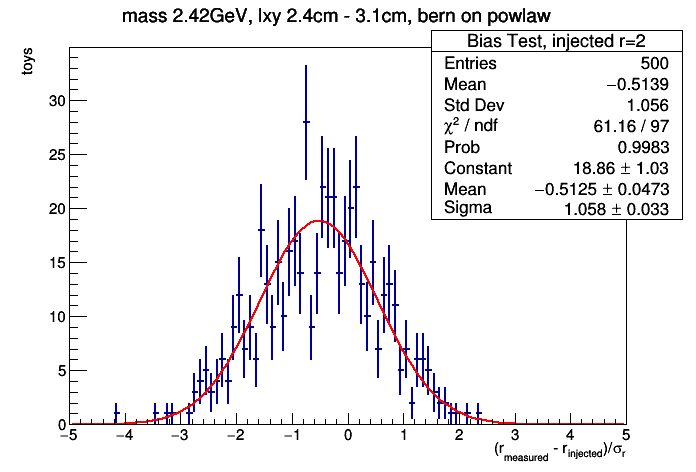 mass 2.42GeV, lxy 2.4cm - 3.1cm, bern on powlaw
Bias Test, injected r=2
Entries 500
Mean −0.5139
Std Dev 1.056
χ² / ndf 61.16 / 97
Prob 0.9983
Constant 18.86 ± 1.03
Mean −0.5125 ± 0.0473
Sigma 1.058 ± 0.033
toys
30
25
20
15
10
5
0
−5 −4 −3 −2 −1 0 1 2 3 4 5
(r_measured - r_injected)/σ_r